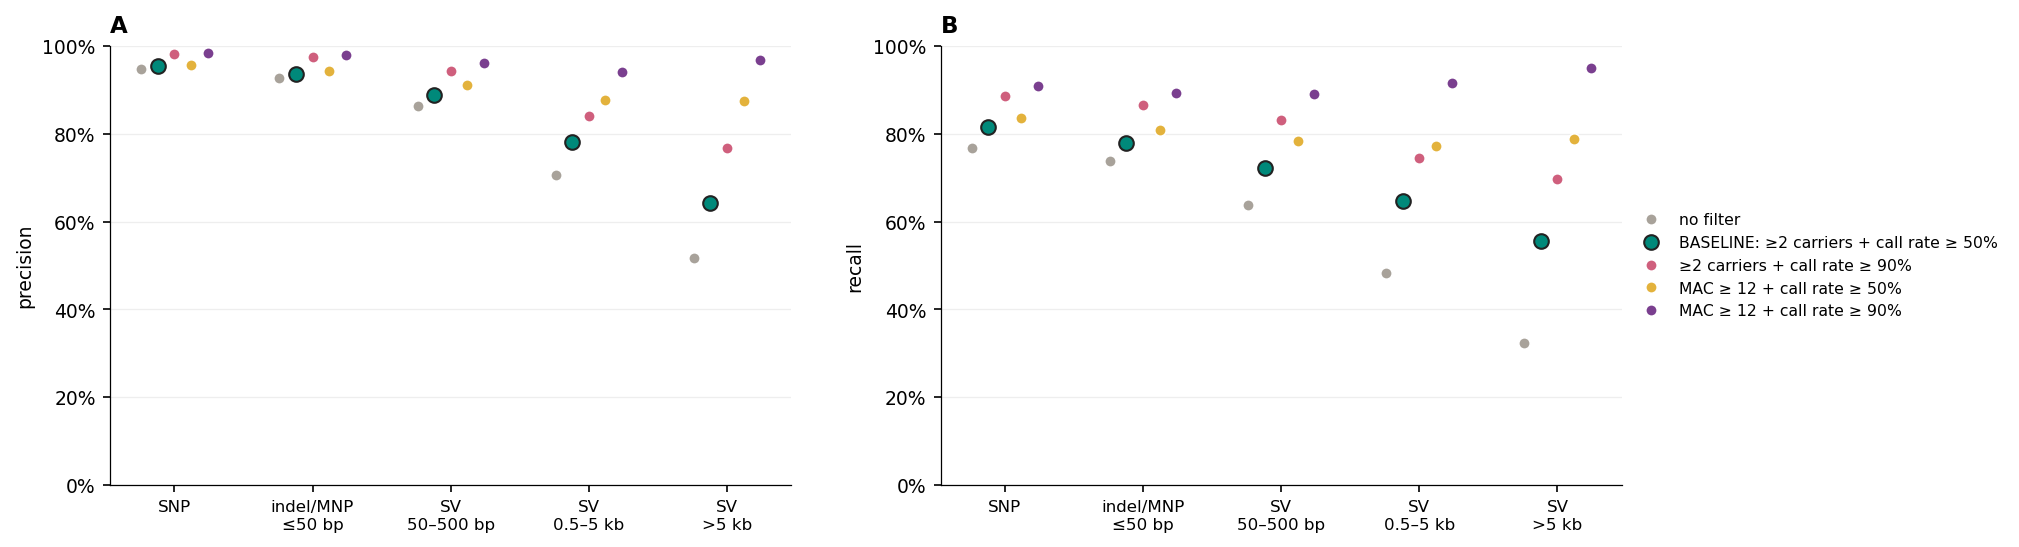 A
100%
80%
60%
40%
20%
0%
precision
SNP
indel/MNP
≤50 bp
SV
50–500 bp
SV
0.5–5 kb
SV
>5 kb
B
100%
80%
60%
40%
20%
0%
recall
SNP
indel/MNP
≤50 bp
SV
50–500 bp
SV
0.5–5 kb
SV
>5 kb
no filter
BASELINE: ≥2 carriers + call rate ≥ 50%
≥2 carriers + call rate ≥ 90%
MAC ≥ 12 + call rate ≥ 50%
MAC ≥ 12 + call rate ≥ 90%